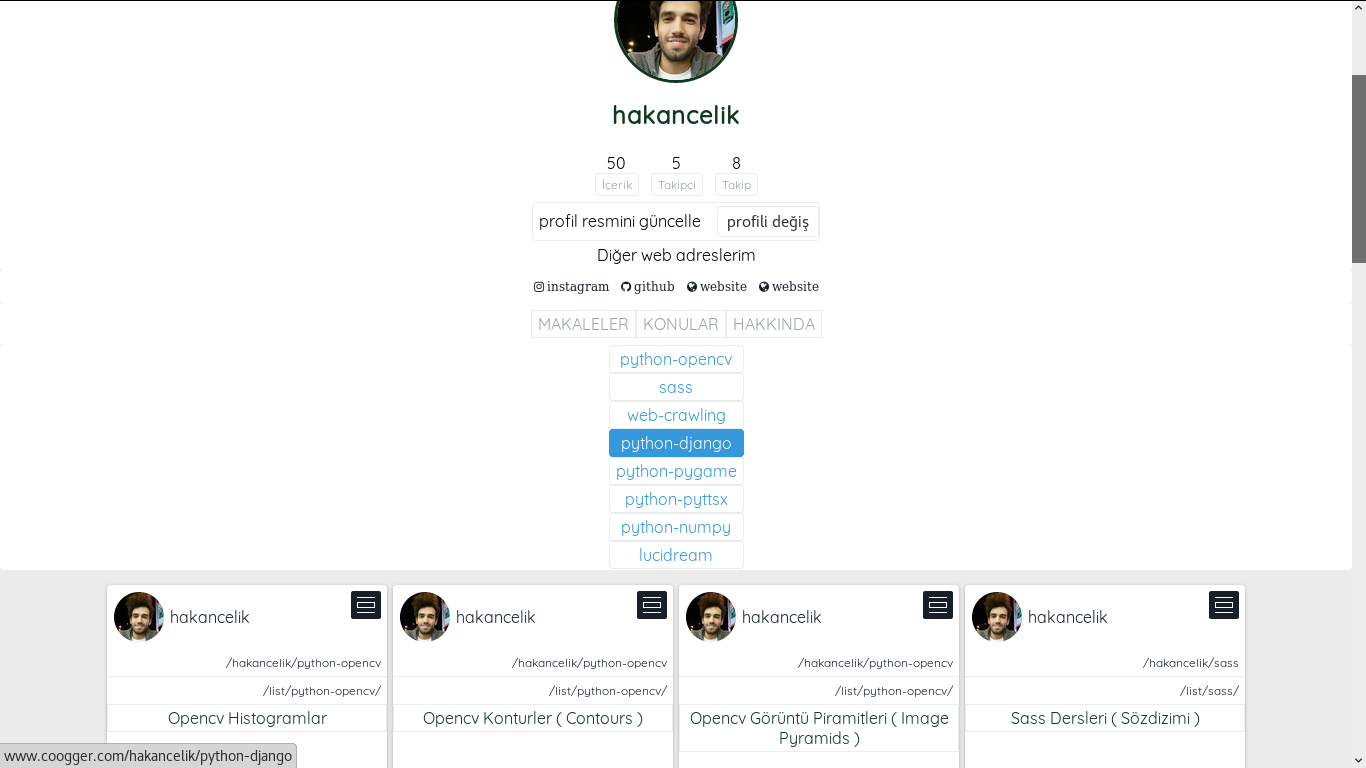 hakancelik
50 5 8
İçerik Takipçi Takip
profil resmini güncelle profili değiş
Diğer web adreslerim
instagram github website website
MAKALELER KONULAR HAKKINDA
python-opencv
sass
web-crawling
python-django
python-pygame
python-pyttsx
python-numpy
lucidream
hakancelik hakancelik hakancelik hakancelik
/hakancelik/python-opencv /hakancelik/python-opencv /hakancelik/python-opencv /hakancelik/sass
/list/python-opencv/ /list/python-opencv/ /list/python-opencv/ /list/sass/
Opencv Histogramlar Opencv Konturler ( Contours ) Opencv Görüntü Piramitleri ( Image Sass Dersleri ( Sözdizimi )
Pyramids )
www.coogger.com/hakancelik/python-django